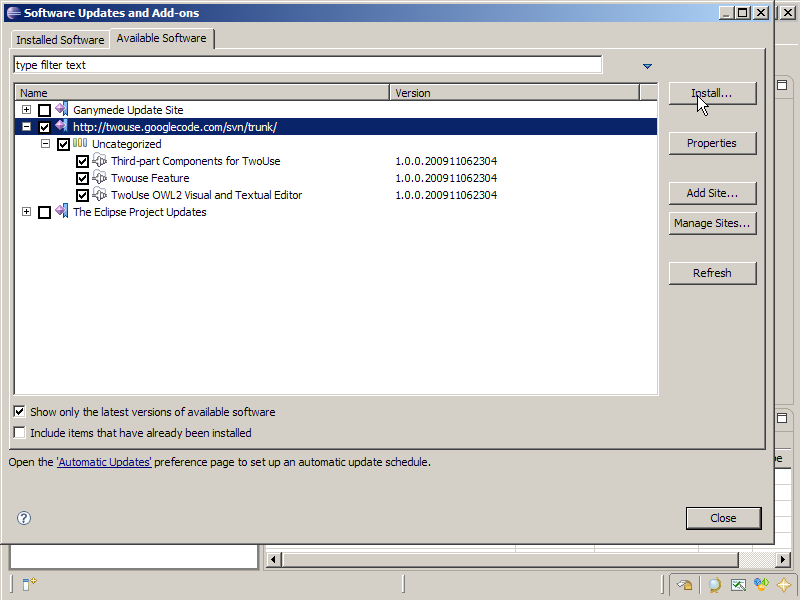 Software Updates and Add-ons
Installed Software
Available Software
type filter text
Name
Version
Install...
Ganymede Update Site
http://twouse.googlecode.com/svn/trunk/
Uncategorized
Properties
Third-part Components for TwoUse
1.0.0.200911062304
Twouse Feature
1.0.0.200911062304
TwoUse OWL2 Visual and Textual Editor
1.0.0.200911062304
Add Site...
The Eclipse Project Updates
Manage Sites...
Refresh
Show only the latest versions of available software
Include items that have already been installed
Open the 'Automatic Updates' preference page to set up an automatic update schedule.
Close